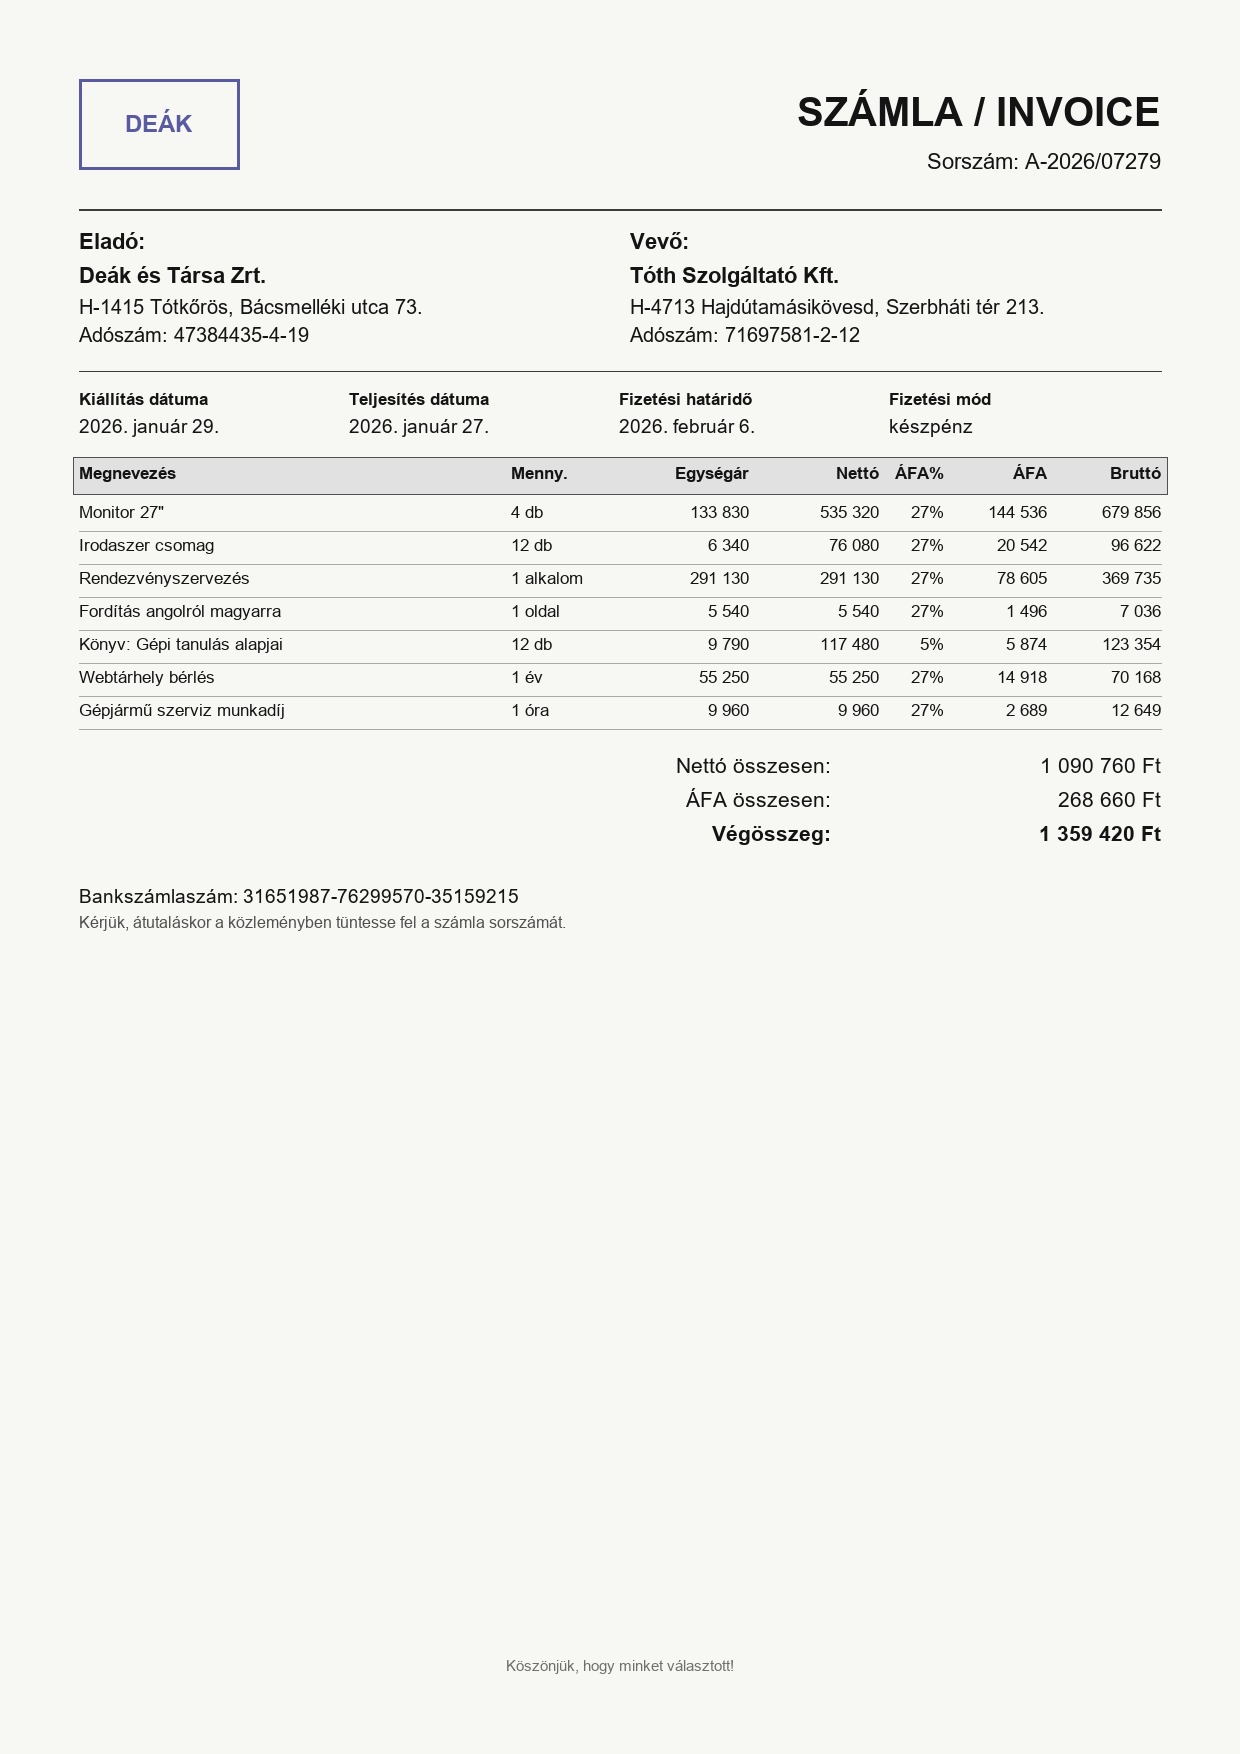 DEÁK
SZÁMLA / INVOICE
Sorszám: A-2026/07279
Eladó:
Deák és Társa Zrt.
H-1415 Tótkőrös, Bácsmelléki utca 73.
Adószám: 47384435-4-19
Vevő:
Tóth Szolgáltató Kft.
H-4713 Hajdútamásikövesd, Szerbháti tér 213.
Adószám: 71697581-2-12
Kiállítás dátuma Teljesítés dátuma Fizetési határidő Fizetési mód
2026. január 29. 2026. január 27. 2026. február 6. készpénz
Megnevezés Menny. Egységár Nettó ÁFA% ÁFA Bruttó
Monitor 27" 4 db 133 830 535 320 27% 144 536 679 856
Irodaszer csomag 12 db 6 340 76 080 27% 20 542 96 622
Rendezvényszervezés 1 alkalom 291 130 291 130 27% 78 605 369 735
Fordítás angolról magyarra 1 oldal 5 540 5 540 27% 1 496 7 036
Könyv: Gépi tanulás alapjai 12 db 9 790 117 480 5% 5 874 123 354
Webtárhely bérlés 1 év 55 250 55 250 27% 14 918 70 168
Gépjármű szerviz munkadíj 1 óra 9 960 9 960 27% 2 689 12 649
Nettó összesen: 1 090 760 Ft
ÁFA összesen: 268 660 Ft
Végösszeg: 1 359 420 Ft
Bankszámlaszám: 31651987-76299570-35159215
Kérjük, átutaláskor a közleményben tüntesse fel a számla sorszámát.
Köszönjük, hogy minket választott!